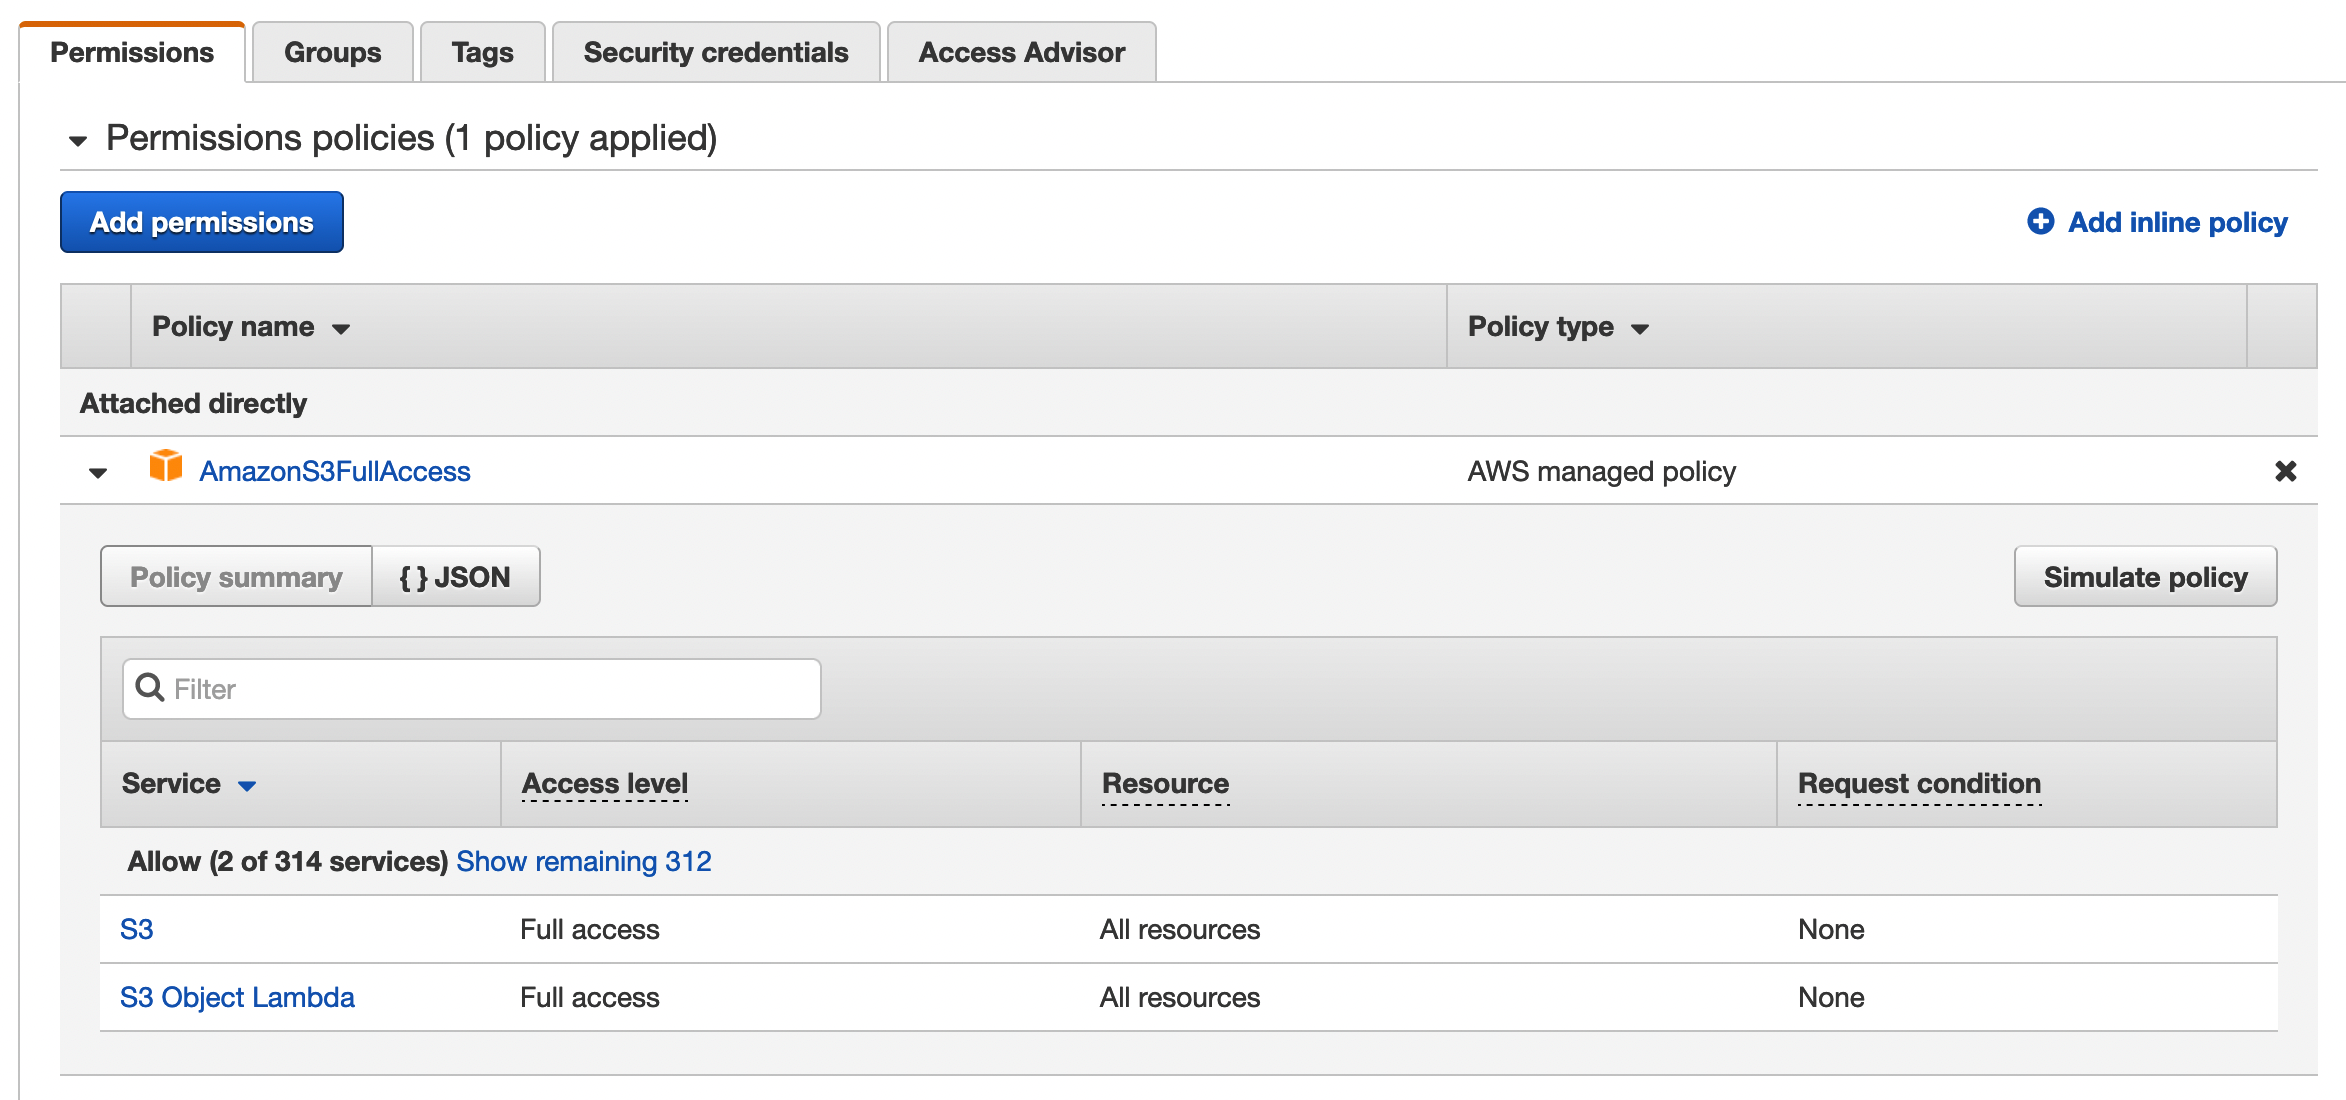 Permissions Groups Tags Security credentials Access Advisor
Permissions policies (1 policy applied)
Add permissions Add inline policy
Policy name Policy type
Attached directly
AmazonS3FullAccess AWS managed policy
Policy summary { } JSON Simulate policy
Filter
Service Access level Resource Request condition
Allow (2 of 314 services) Show remaining 312
S3 Full access All resources None
S3 Object Lambda Full access All resources None